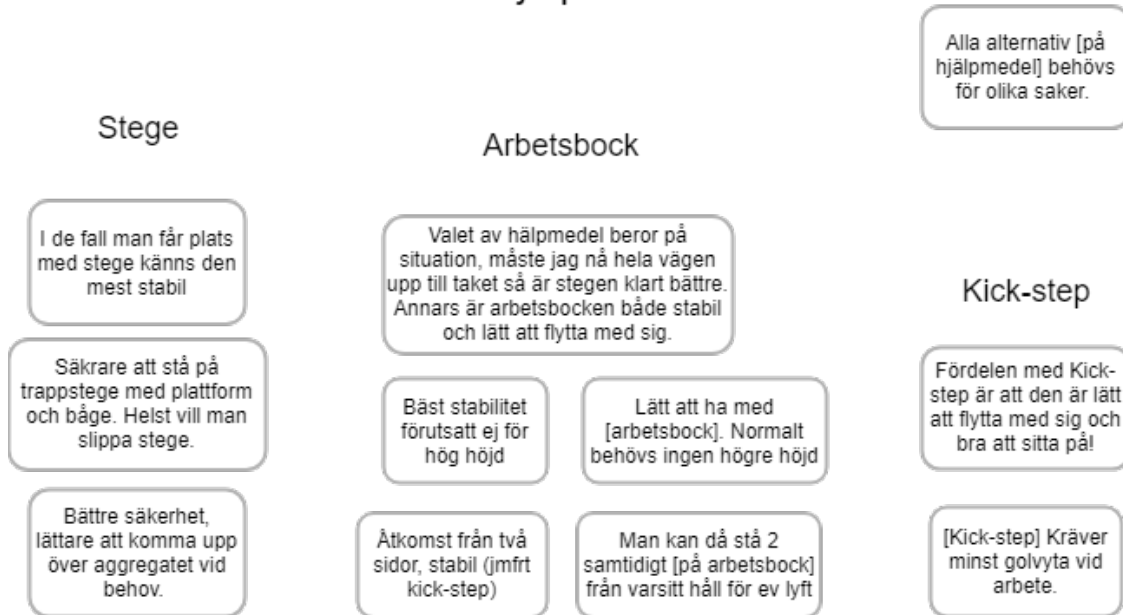 Alla alternativ [på
hjälpmedel] behövs
för olika saker.
Stege
I de fall man får plats
med stege känns den
mest stabil
Säkrare att stå på
trappstege med plattform
och båge. Helst vill man
slippa stege.
Bättre säkerhet,
lättare att komma upp
över aggregatet vid
behov.
Arbetsbock
Valet av hälpmedel beror på
situation, måste jag nå hela vägen
upp till taket så är stegen klart bättre.
Annars är arbetsbocken både stabil
och lätt att flytta med sig.
Bäst stabilitet
förutsatt ej för
hög höjd
Lätt att ha med
[arbetsbock]. Normalt
behövs ingen högre höjd
Åtkomst från två
sidor, stabil (jmfrt
kick-step)
Man kan då stå 2
samtidigt [på arbetsbock]
från varsitt håll för ev lyft
Kick-step
Fördelen med Kick-
step är att den är lätt
att flytta med sig och
bra att sitta på!
[Kick-step] Kräver
minst golvyta vid
arbete.